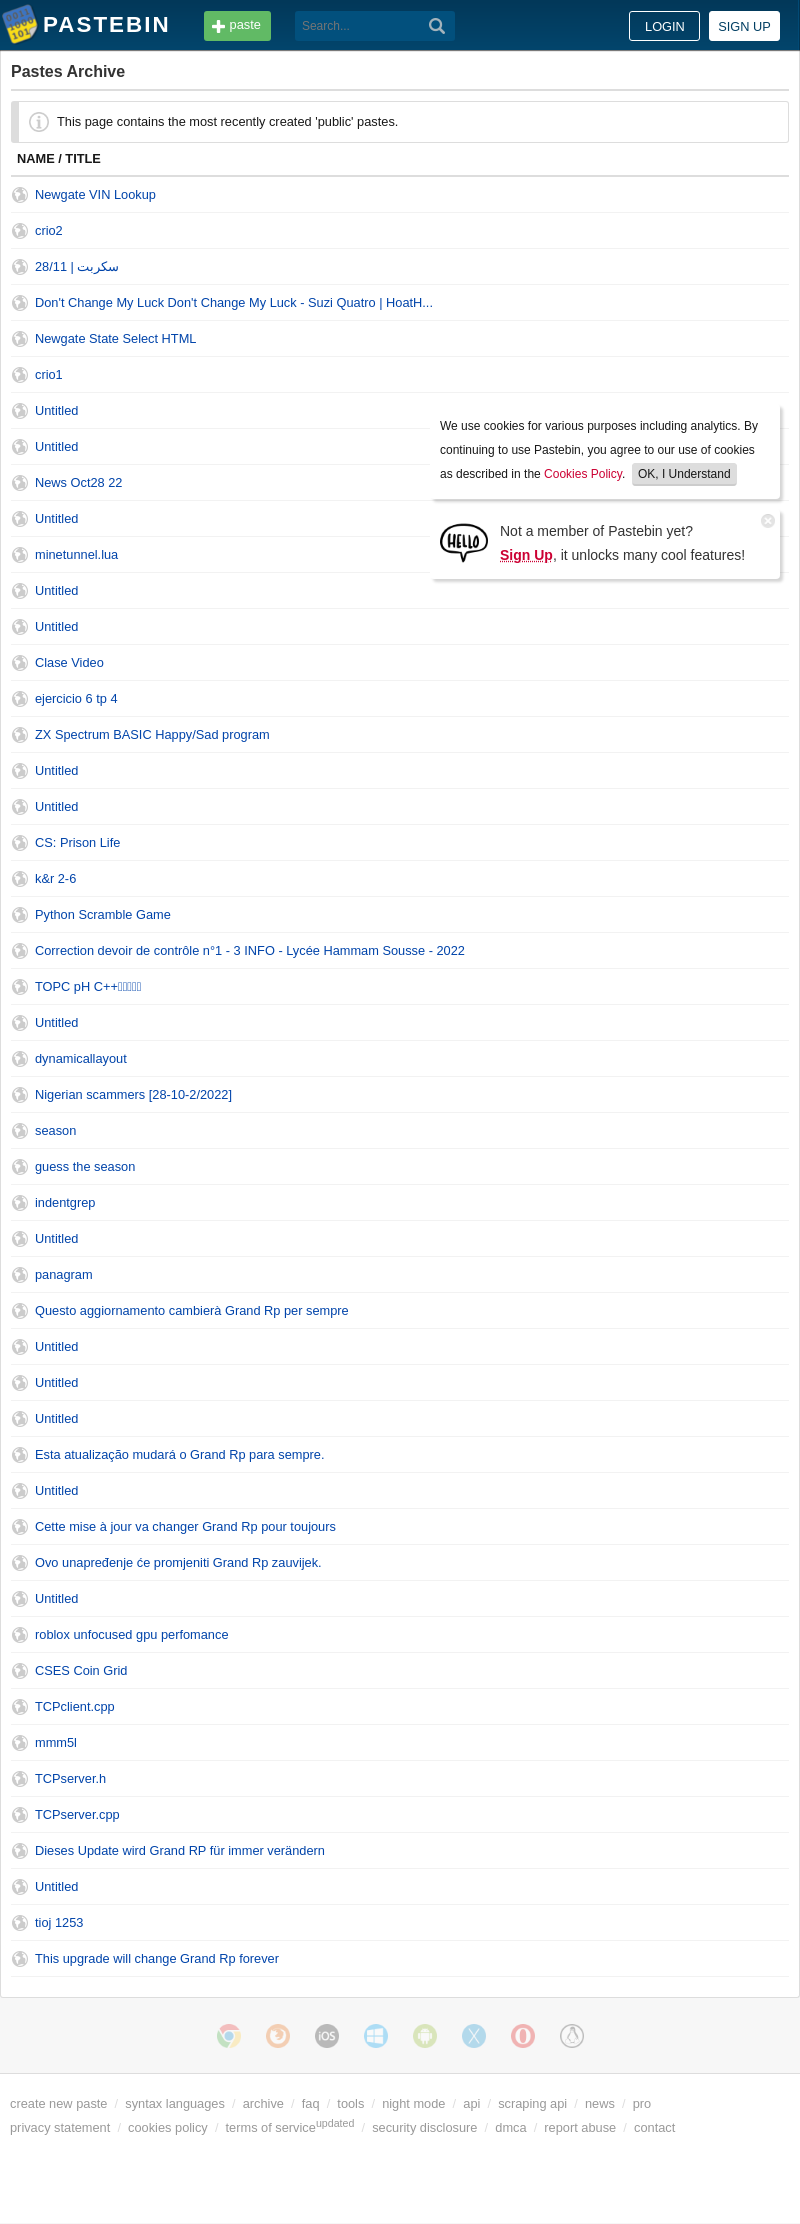 PASTEBIN
paste
Search...
LOGIN
SIGN UP
Pastes Archive
This page contains the most recently created 'public' pastes.
NAME / TITLE
Newgate VIN Lookup
crio2
سكربت | 28/11
Don't Change My Luck Don't Change My Luck - Suzi Quatro | HoatH...
Newgate State Select HTML
crio1
Untitled
Untitled
News Oct28 22
Untitled
minetunnel.lua
We use cookies for various purposes including analytics. By
continuing to use Pastebin, you agree to our use of cookies
as described in the Cookies Policy. OK, I Understand
HELLO
Not a member of Pastebin yet?
Sign Up, it unlocks many cool features!
Untitled
Untitled
Clase Video
ejercicio 6 tp 4
ZX Spectrum BASIC Happy/Sad program
Untitled
Untitled
CS: Prison Life
k&r 2-6
Python Scramble Game
Correction devoir de contrôle n°1 - 3 INFO - Lycée Hammam Sousse - 2022
TOPC pH C++
Untitled
dynamicallayout
Nigerian scammers [28-10-2/2022]
season
guess the season
indentgrep
Untitled
panagram
Questo aggiornamento cambierà Grand Rp per sempre
Untitled
Untitled
Untitled
Esta atualização mudará o Grand Rp para sempre.
Untitled
Cette mise à jour va changer Grand Rp pour toujours
Ovo unapređenje će promjeniti Grand Rp zauvijek.
Untitled
roblox unfocused gpu perfomance
CSES Coin Grid
TCPclient.cpp
mmm5l
TCPserver.h
TCPserver.cpp
Dieses Update wird Grand RP für immer verändern
Untitled
tioj 1253
This upgrade will change Grand Rp forever
iOS
create new paste / syntax languages / archive / faq / tools / night mode / api / scraping api / news / pro
privacy statement / cookies policy / terms of service updated / security disclosure / dmca / report abuse / contact